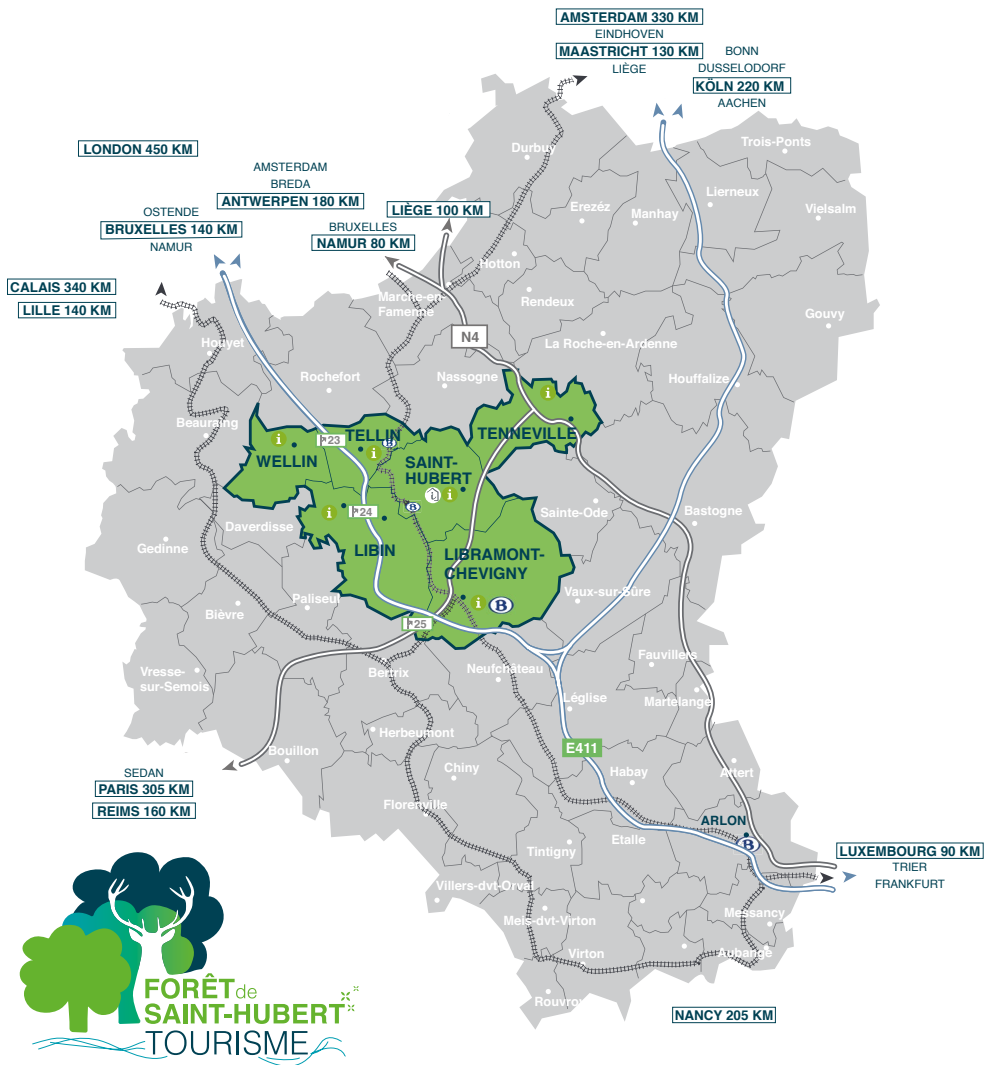 AMSTERDAM 330 KM
EINDHOVEN
MAASTRICHT 130 KM
LIÈGE
BONN
DUSSELODORF
KÖLN 220 KM
AACHEN
LONDON 450 KM
AMSTERDAM
BREDA
ANTWERPEN 180 KM
OSTENDE
BRUXELLES 140 KM
NAMUR
LIÈGE 100 KM
BRUXELLES
NAMUR 80 KM
CALAIS 340 KM
LILLE 140 KM
Durbuy
Trois-Ponts
Erezéz
Manhay
Lierneux
Vielsalm
Hotton
Marche-en-
Famenne
Rendeux
Gouvy
N4
La Roche-en-Ardenne
Houyet
Rochefort
Nassogne
Houffalize
Beauraing
i
23
TELLIN
B
i
i
WELLIN
TENNEVILLE
SAINT-
HUBERT
i
i
24
B
Daverdisse
Sainte-Ode
Bastogne
Gedinne
LIBIN
LIBRAMONT-
CHEVIGNY
i
B
Paliseul
Bièvre
Vaux-sur-Sûre
25
Vresse-
sur-Semois
Bertrix
Neufchâteau
Fauvillers
Léglise
Martelange
Herbeumont
Bouillon
E411
Chiny
Habay
Attert
SEDAN
PARIS 305 KM
REIMS 160 KM
Florenville
ARLON
B
Etalle
Tintigny
LUXEMBOURG 90 KM
TRIER
FRANKFURT
Villers-dvt-Orval
Meis-dvt-Virton
Messancy
Virton
Aubange
Rouvroy
NANCY 205 KM
FORÊT de
SAINT-HUBERT
TOURISME